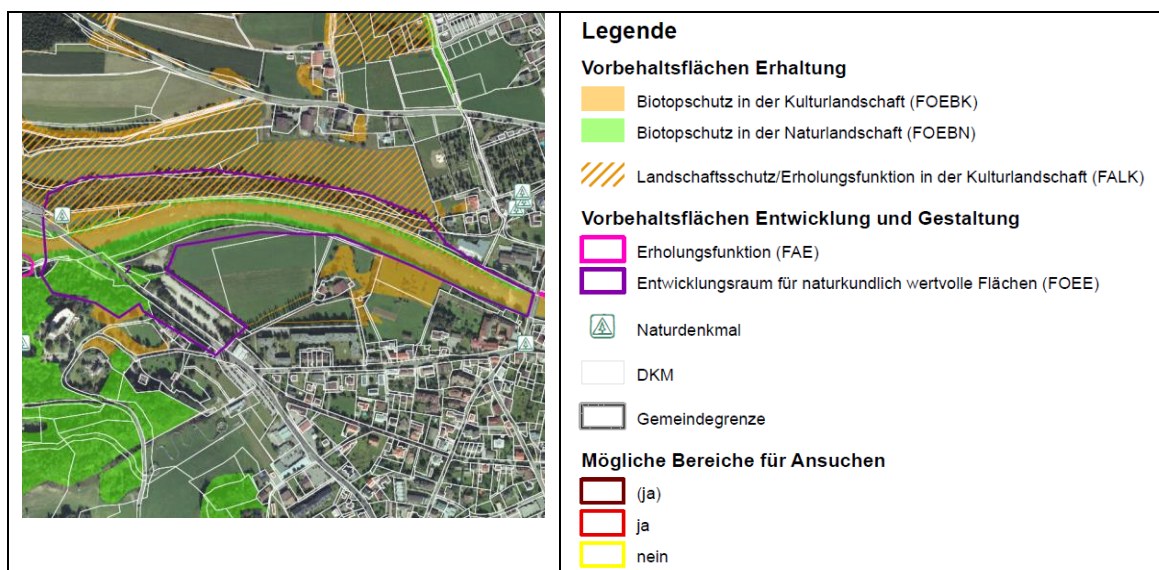 Legende
Vorbehaltsflächen Erhaltung
Biotopschutz in der Kulturlandschaft (FOEBK)
Biotopschutz in der Naturlandschaft (FOEBN)
Landschaftsschutz/Erholungsfunktion in der Kulturlandschaft (FALK)
Vorbehaltsflächen Entwicklung und Gestaltung
Erholungsfunktion (FAE)
Entwicklungsraum für naturkundlich wertvolle Flächen (FOEE)
Naturdenkmal
DKM
Gemeindegrenze
Mögliche Bereiche für Ansuchen
(ja)
ja
nein